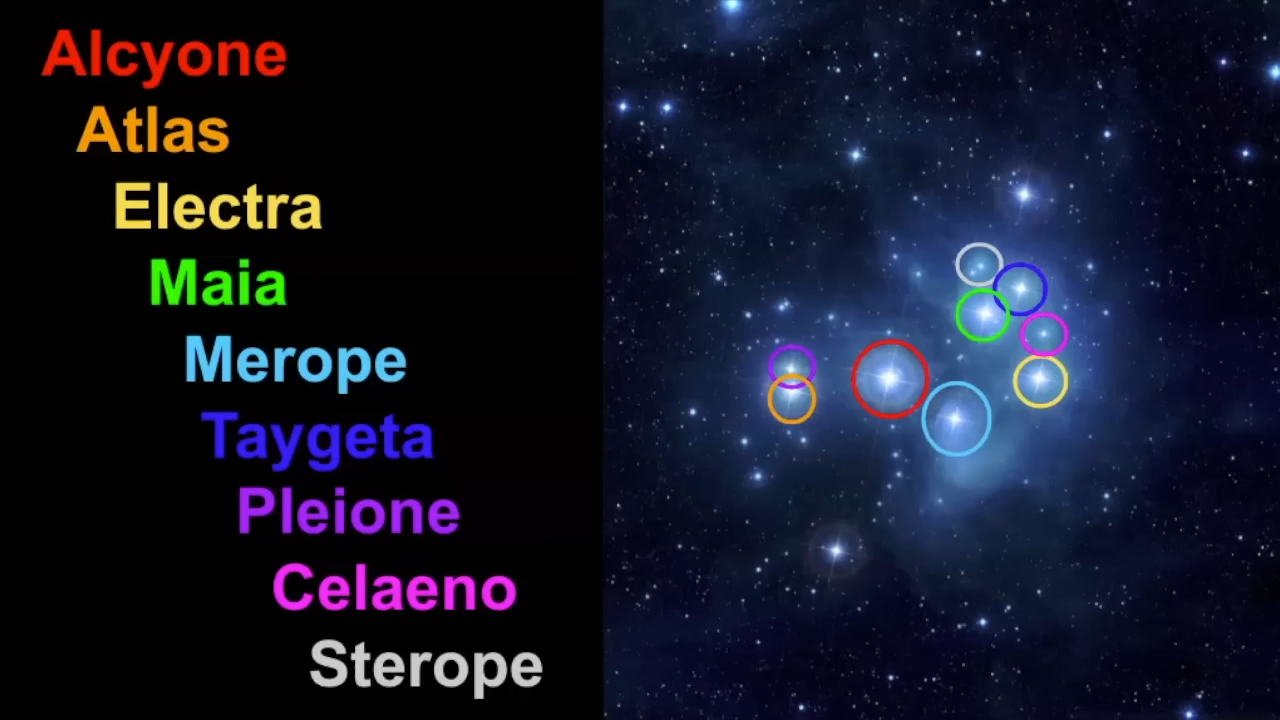 Alcyone
Atlas
Electra
Maia
Merope
Taygeta
Pleione
Celaeno
Sterope